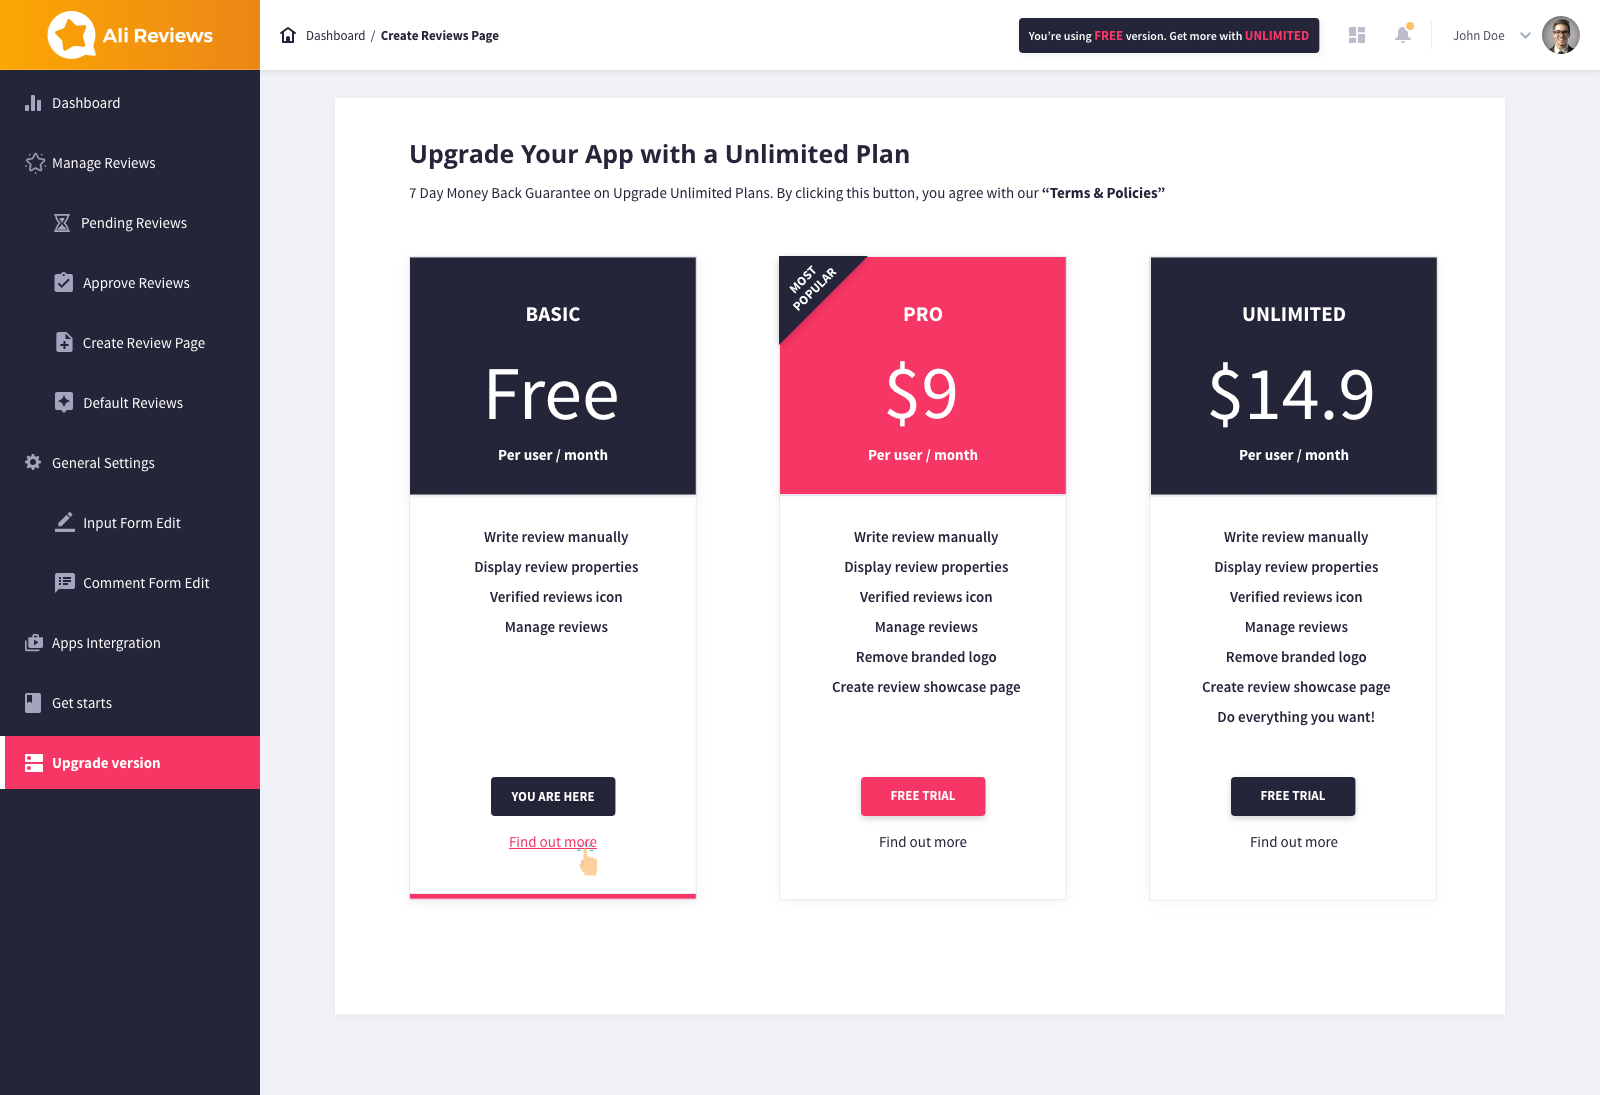 Ali Reviews
Dashboard / Create Reviews Page
You're using FREE version. Get more with UNLIMITED
John Doe
Dashboard
Manage Reviews
Pending Reviews
Approve Reviews
Create Review Page
Default Reviews
General Settings
Input Form Edit
Comment Form Edit
Apps Intergration
Get starts
Upgrade version
Upgrade Your App with a Unlimited Plan
7 Day Money Back Guarantee on Upgrade Unlimited Plans. By clicking this button, you agree with our “Terms & Policies”
BASIC
Free
Per user / month
Write review manually
Display review properties
Verified reviews icon
Manage reviews
YOU ARE HERE
Find out more
MOST
POPULAR
PRO
$9
Per user / month
Write review manually
Display review properties
Verified reviews icon
Manage reviews
Remove branded logo
Create review showcase page
FREE TRIAL
Find out more
UNLIMITED
$14.9
Per user / month
Write review manually
Display review properties
Verified reviews icon
Manage reviews
Remove branded logo
Create review showcase page
Do everything you want!
FREE TRIAL
Find out more